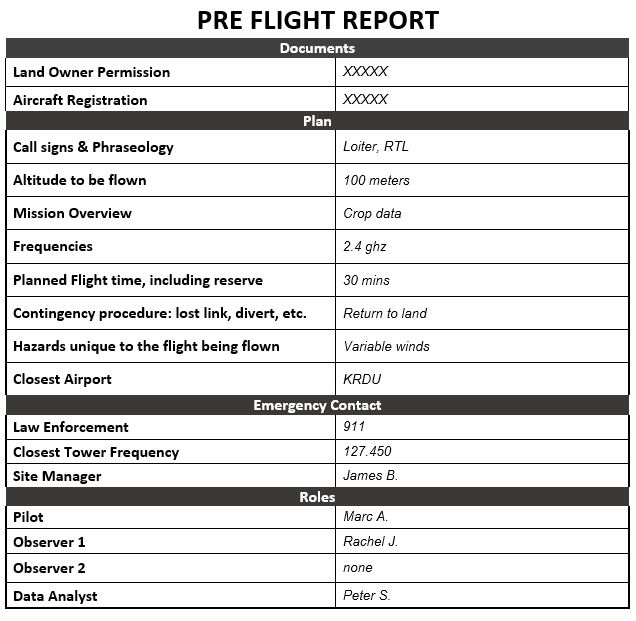 PRE FLIGHT REPORT
Documents
Land Owner Permission XXXXX
Aircraft Registration XXXXX
Plan
Call signs & Phraseology Loiter, RTL
Altitude to be flown 100 meters
Mission Overview Crop data
Frequencies 2.4 ghz
Planned Flight time, including reserve 30 mins
Contingency procedure: lost link, divert, etc. Return to land
Hazards unique to the flight being flown Variable winds
Closest Airport KRDU
Emergency Contact
Law Enforcement 911
Closest Tower Frequency 127.450
Site Manager James B.
Roles
Pilot Marc A.
Observer 1 Rachel J.
Observer 2 none
Data Analyst Peter S.